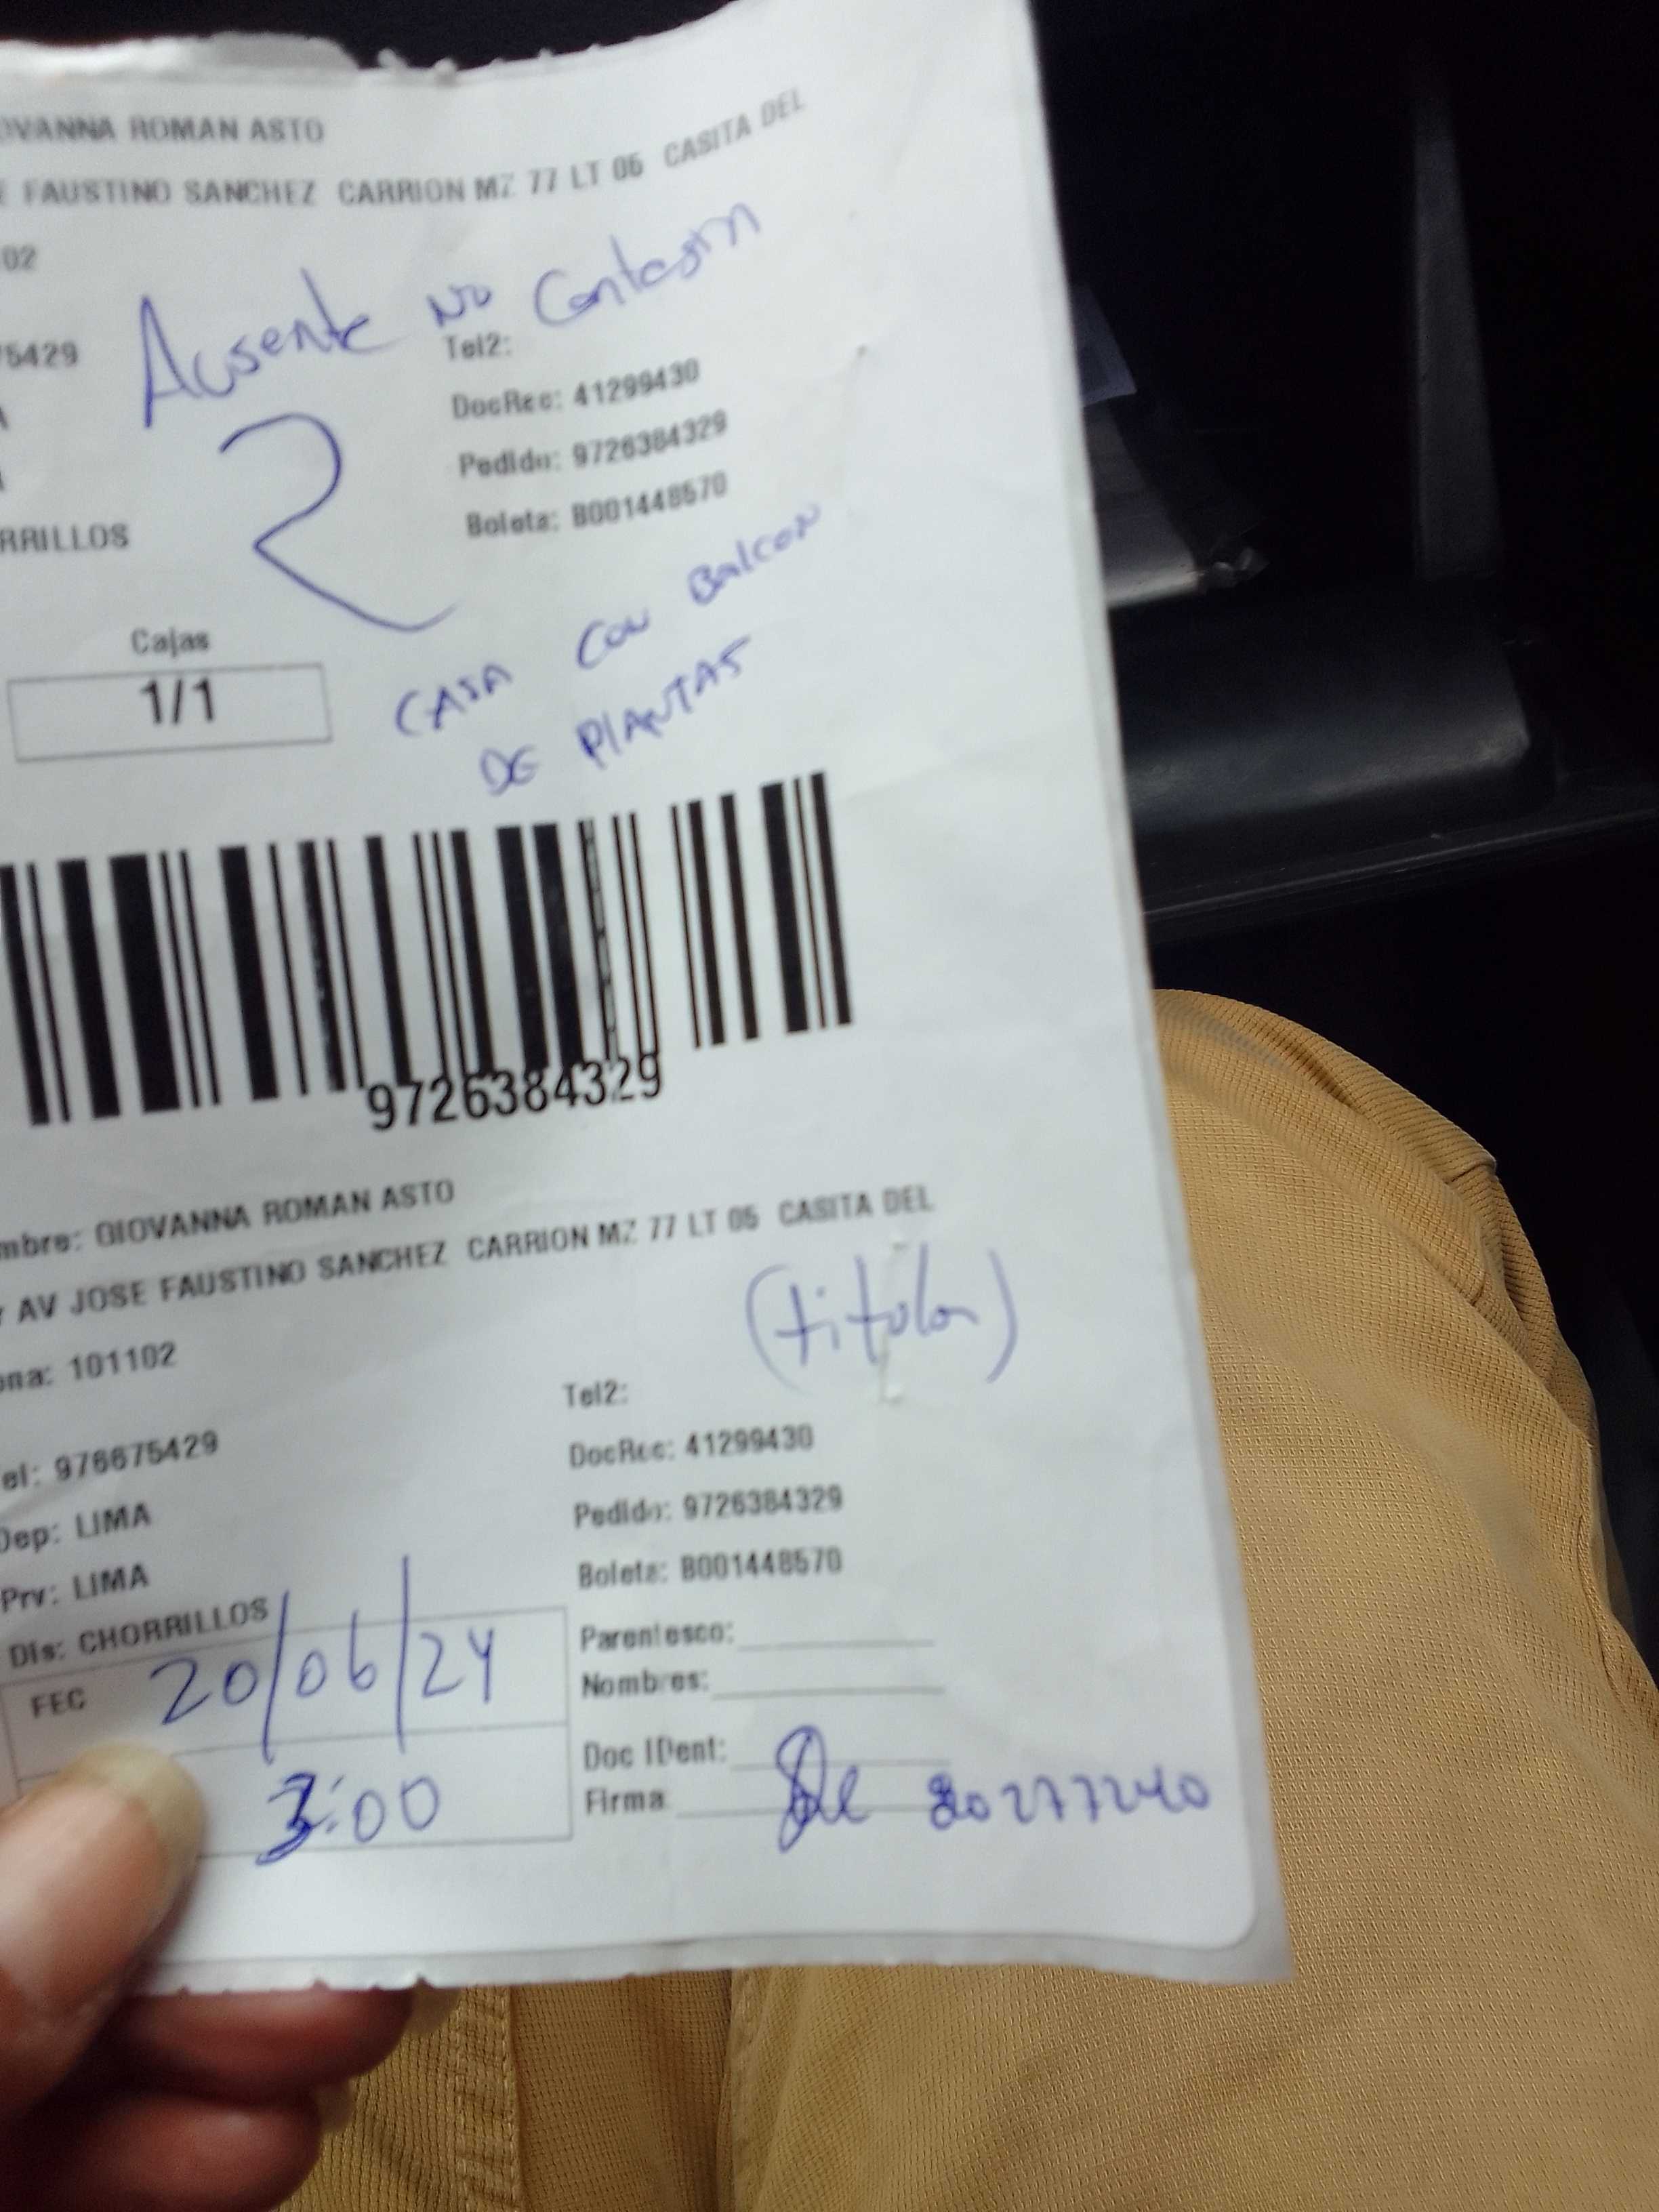 OVANNA ROMAN ASTO
E FAUSTINO SANCHEZ CARRION MZ 77 LT 05 CASITA DEL
02
Ausente No Contestan
75429
Tel2:
A
DocRec: 41299430
Pedido: 9726384329
2
RRILLOS
Boleta: B001448570
Cajas
1/1
CASA CON BALCON
DE PLANTAS
9726384329
mbre: GIOVANNA ROMAN ASTO
r AV JOSE FAUSTINO SANCHEZ CARRION MZ 77 LT 05 CASITA DEL
(titular)
ona: 101102
Tel2:
el: 976675429
DocRec: 41299430
Dep: LIMA
Pedido: 9726384329
Prv: LIMA
Boleta: B001448570
Dis: CHORRILLOS
Parentesco:
FEC 20/06/24
Nombres:
Doc IDent:
3:00
Firma